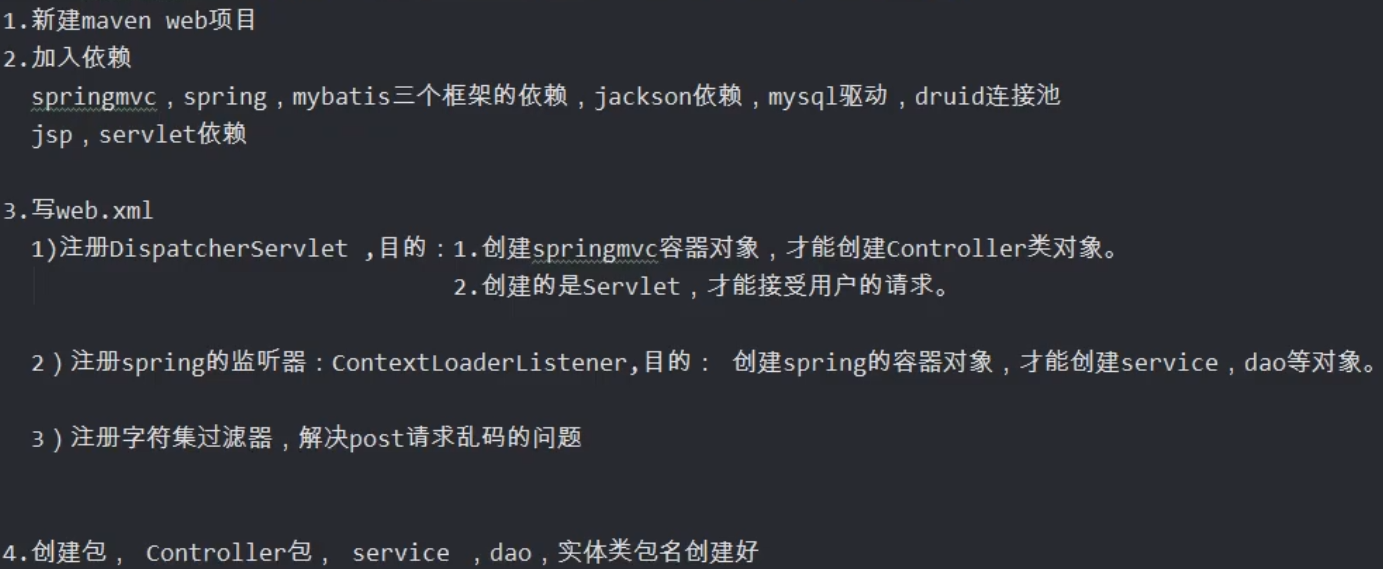 1.新建maven web项目
2.加入依赖
springmvc，spring，mybatis三个框架的依赖，jackson依赖，mysql驱动，druid连接池
jsp，servlet依赖
3.写web.xml
1)注册DispatcherServlet ,目的：1.创建springmvc容器对象，才能创建Controller类对象。
2.创建的是Servlet，才能接受用户的请求。
2）注册spring的监听器：ContextLoaderListener,目的： 创建spring的容器对象，才能创建service，dao等对象。
3）注册字符集过滤器，解决post请求乱码的问题
4.创建包， Controller包， service ，dao，实体类包名创建好